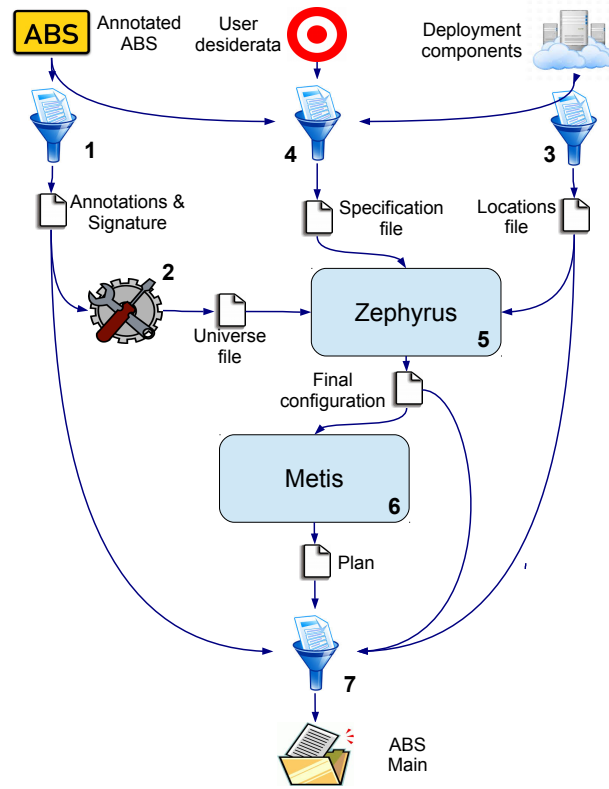 ABS
Annotated
ABS
User
desiderata
Deployment
components
1
4
3
Annotations &
Signature
Specification
file
Locations
file
2
Universe
file
Zephyrus
5
Final
configuration
Metis
6
Plan
7
ABS
Main